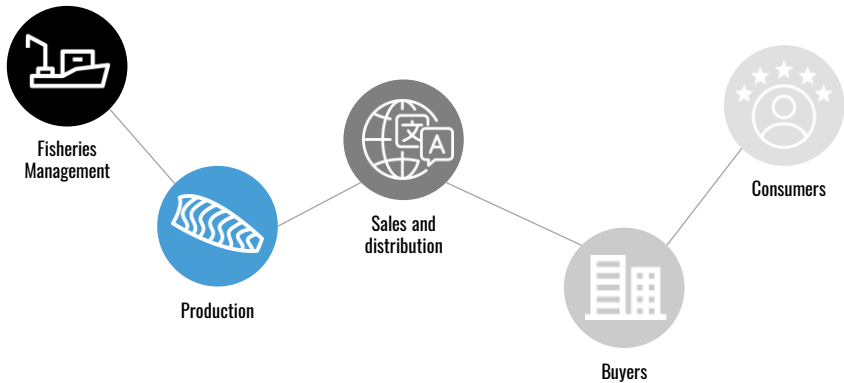 Fisheries
Management
Production
文
A
Sales and
distribution
Buyers
Consumers